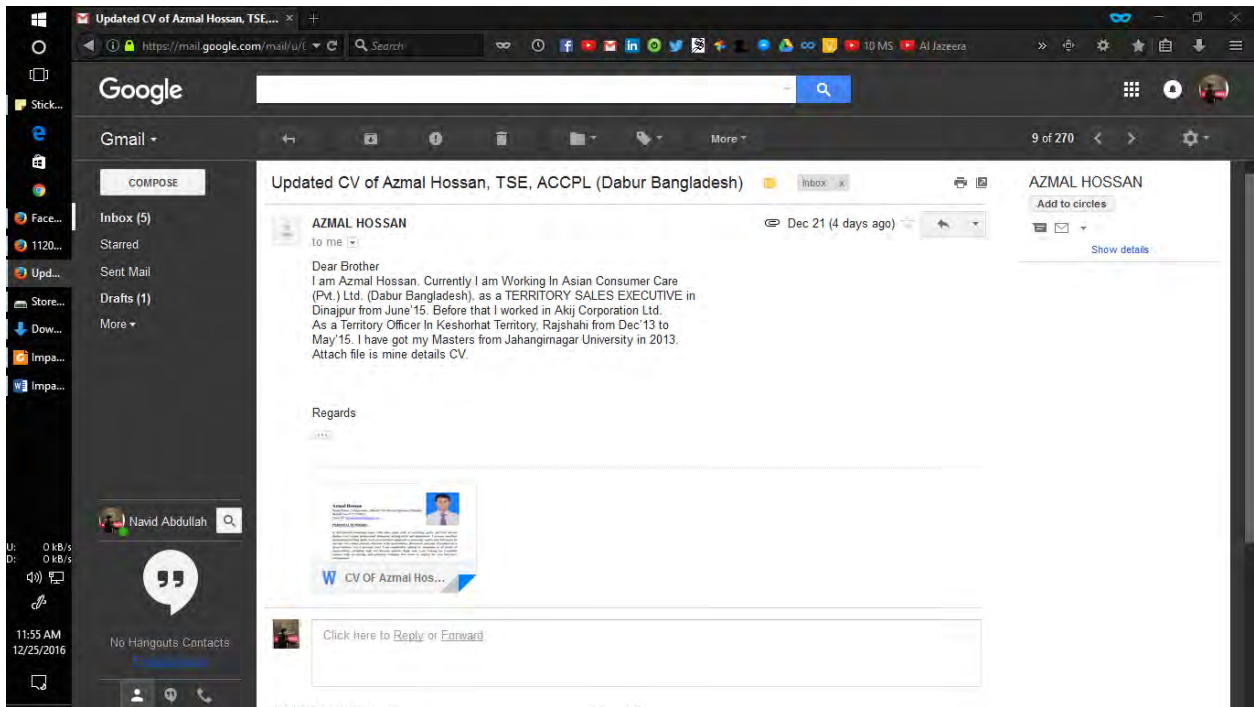 Updated CV of Azmal Hossan, TSE,... ×
https://mail.google.com/mail/u/ Search 10 MS Al Jazeera
Google
Stick...
Gmail More 9 of 270
COMPOSE
Updated CV of Azmal Hossan, TSE, ACCPL (Dabur Bangladesh) Inbox x
AZMAL HOSSAN
Add to circles
Show details
Face...
1120...
Upd...
Store...
Dow...
Impa...
Impa...
Inbox (5)
Starred
Sent Mail
Drafts (1)
More
AZMAL HOSSAN Dec 21 (4 days ago)
to me
Dear Brother
I am Azmal Hossan. Currently I am Working In Asian Consumer Care
(Pvt.) Ltd. (Dabur Bangladesh), as a TERRITORY SALES EXECUTIVE in
Dinajpur from June'15. Before that I worked in Akij Corporation Ltd.
As a Territory Officer In Keshorhat Territory, Rajshahi from Dec'13 to
May'15. I have got my Masters from Jahangirnagar University in 2013.
Attach file is mine details CV.
Regards
...
Azmal Hossan
W CV OF Azmal Hos...
Navid Abdullah
No Hangouts Contacts
U: 0 kB/s
D: 0 kB/s
11:55 AM
12/25/2016
Click here to Reply or Forward